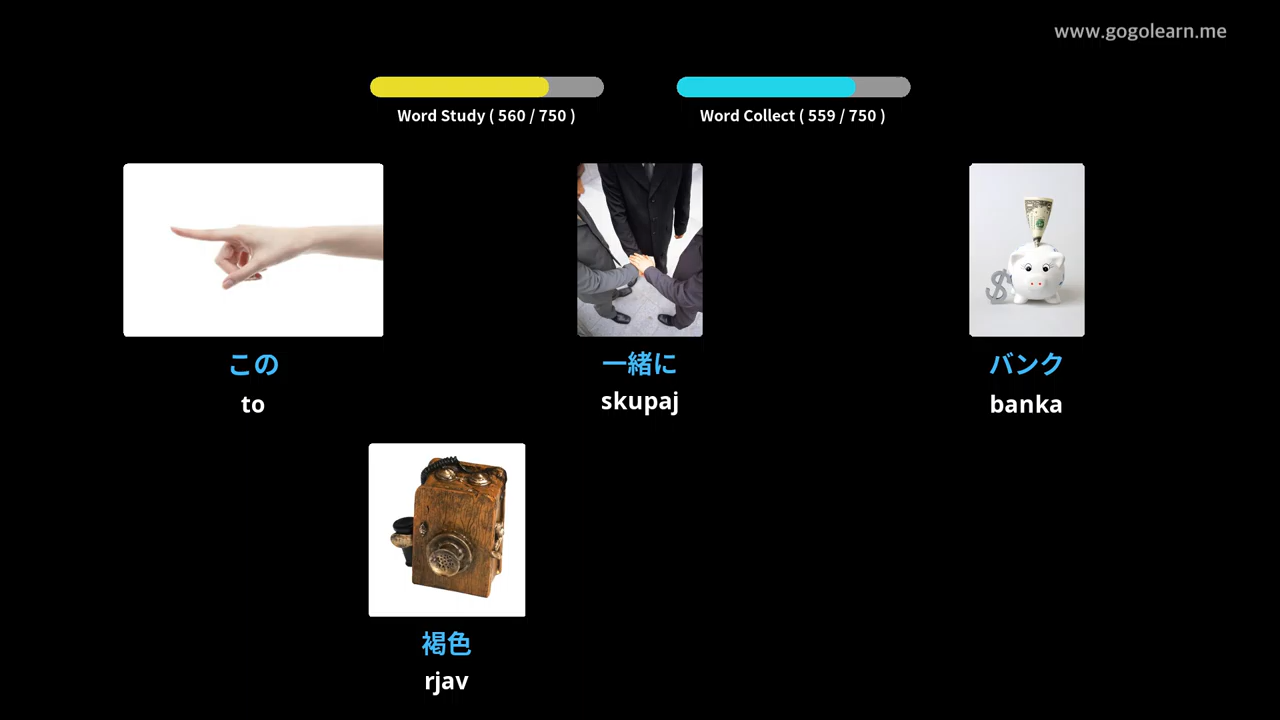 www.gogolearn.me
Word Study ( 560 / 750 )
Word Collect ( 559 / 750 )
この
to
一緒に
skupaj
バンク
banka
褐色
rjav